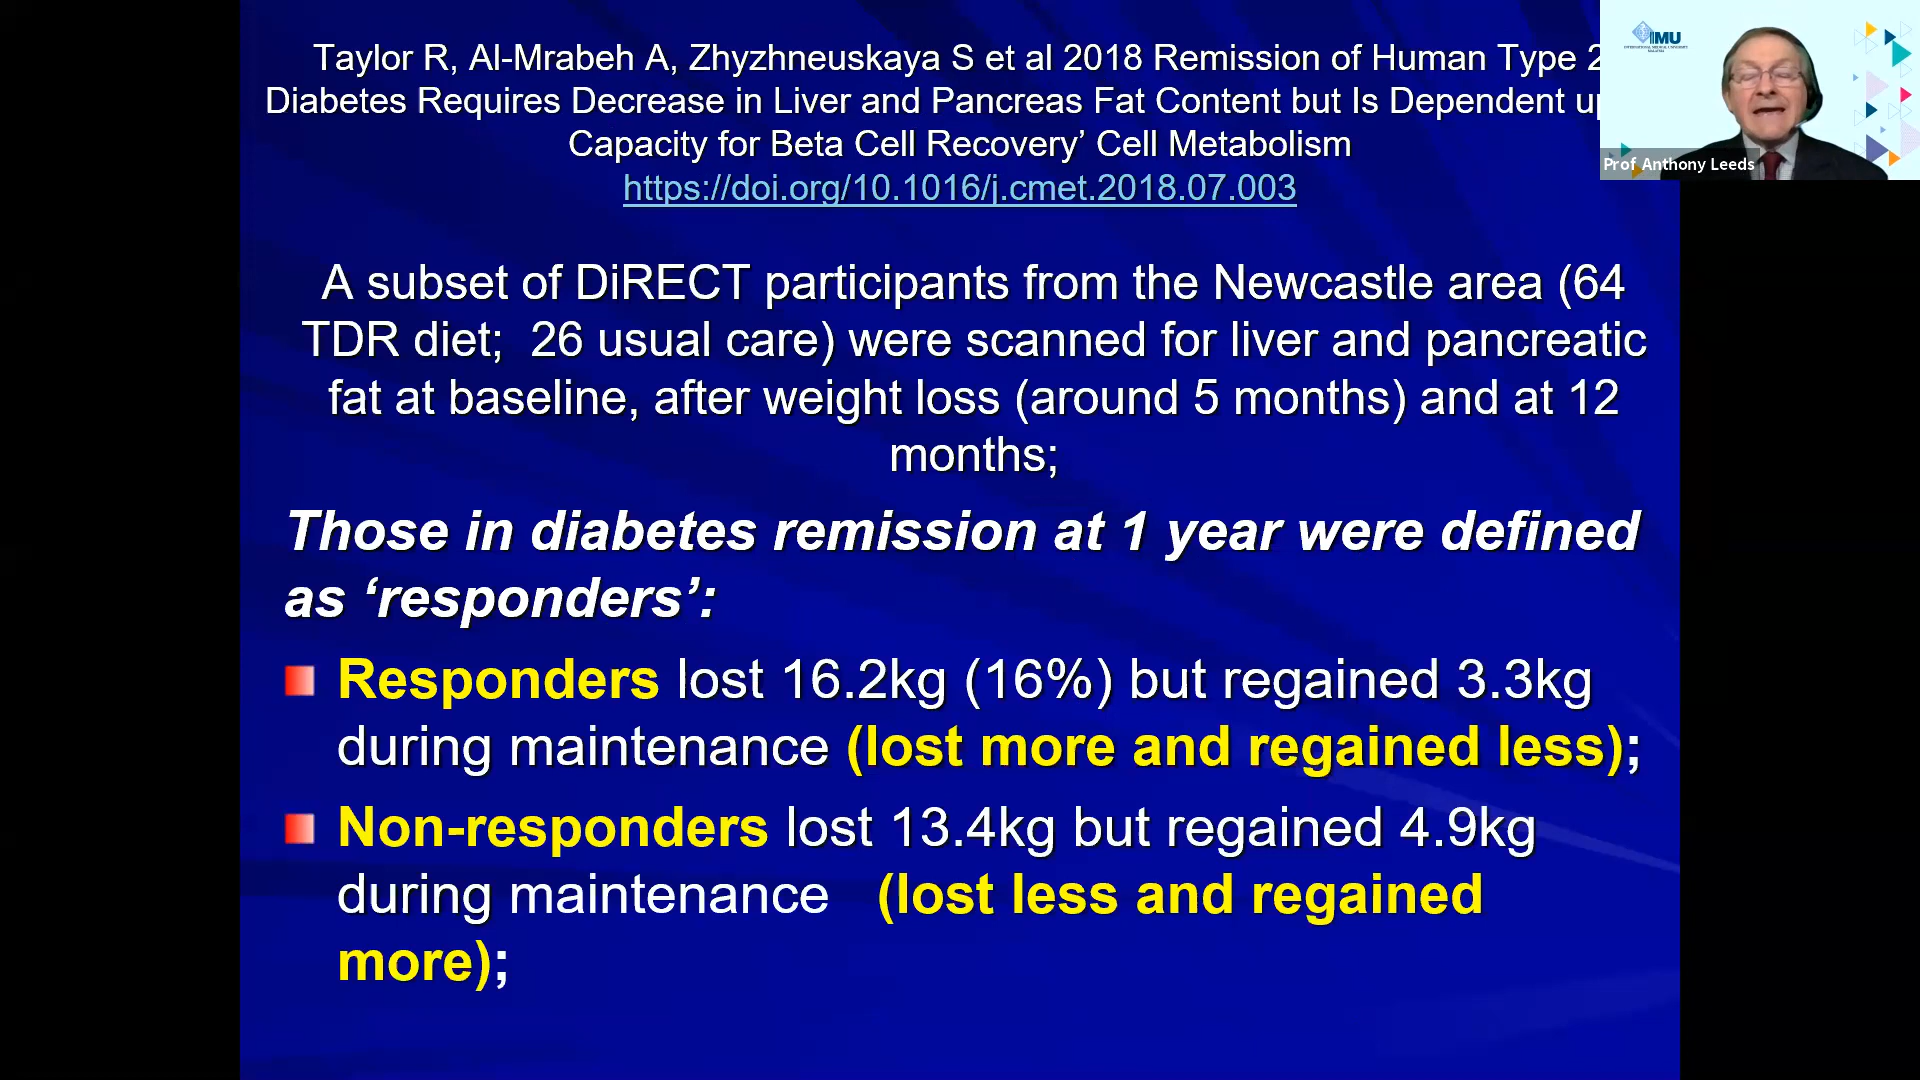 Taylor R, Al-Mrabeh A, Zhyzhneuskaya S et al 2018 Remission of Human Type 2
Diabetes Requires Decrease in Liver and Pancreas Fat Content but Is Dependent
Capacity for Beta Cell Recovery’ Cell Metabolism
https://doi.org/10.1016/j.cmet.2018.07.003
IMU
INTERNATIONAL MEDICAL UNIVERSITY
MALAYSIA
Prof Anthony Leeds
A subset of DiRECT participants from the Newcastle area (64
TDR diet; 26 usual care) were scanned for liver and pancreatic
fat at baseline, after weight loss (around 5 months) and at 12
months;
Those in diabetes remission at 1 year were defined
as ‘responders’:
Responders lost 16.2kg (16%) but regained 3.3kg
during maintenance (lost more and regained less);
Non-responders lost 13.4kg but regained 4.9kg
during maintenance (lost less and regained
more);